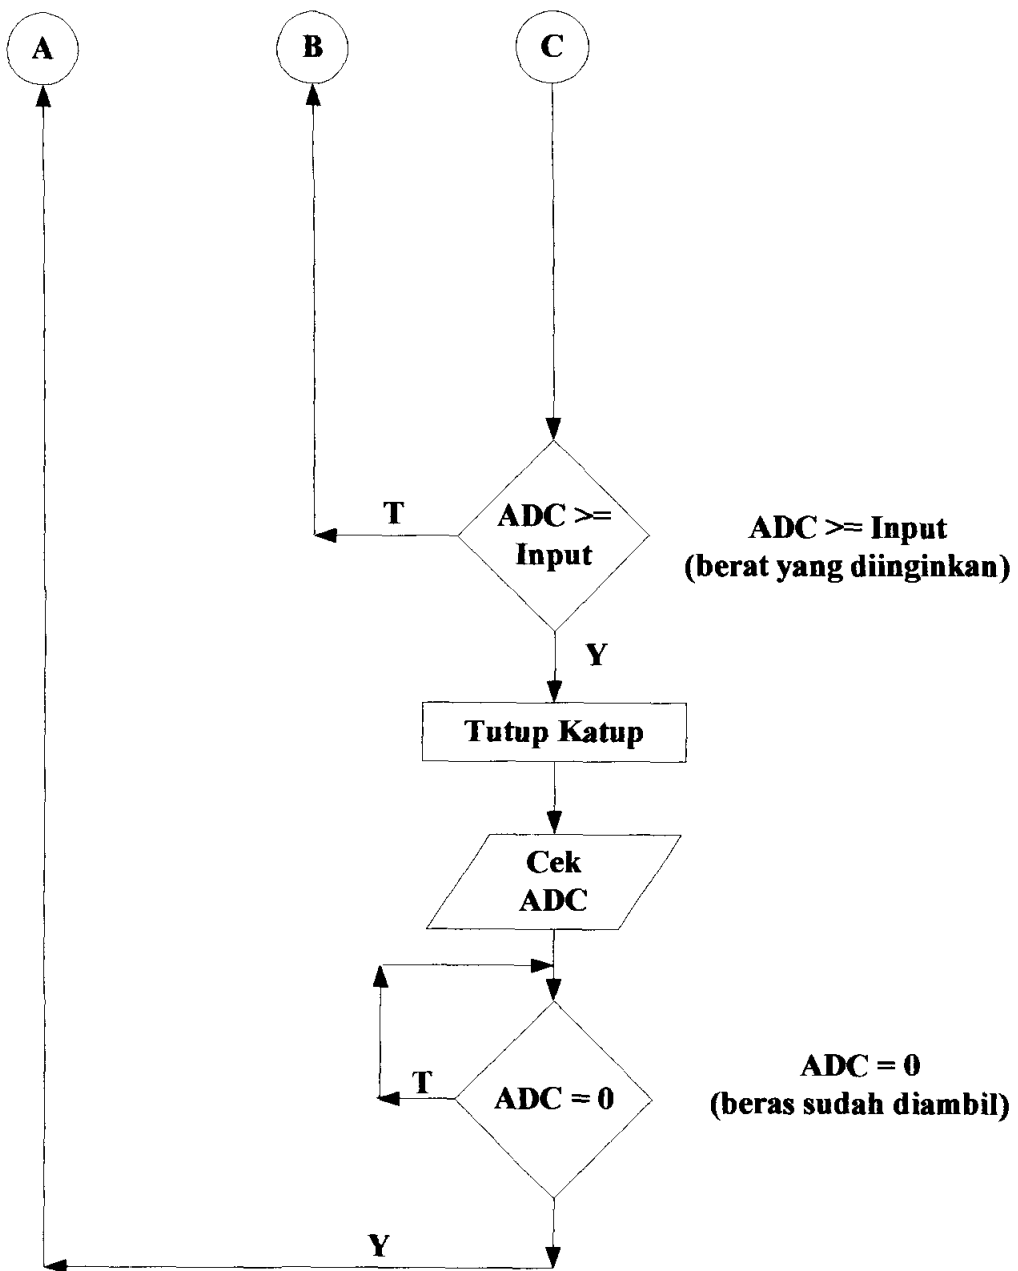 A
B
C
T
ADC >=
Input
ADC >= Input
(berat yang diinginkan)
Y
Tutup Katup
Cek
ADC
T
ADC = 0
ADC = 0
(beras sudah diambil)
Y